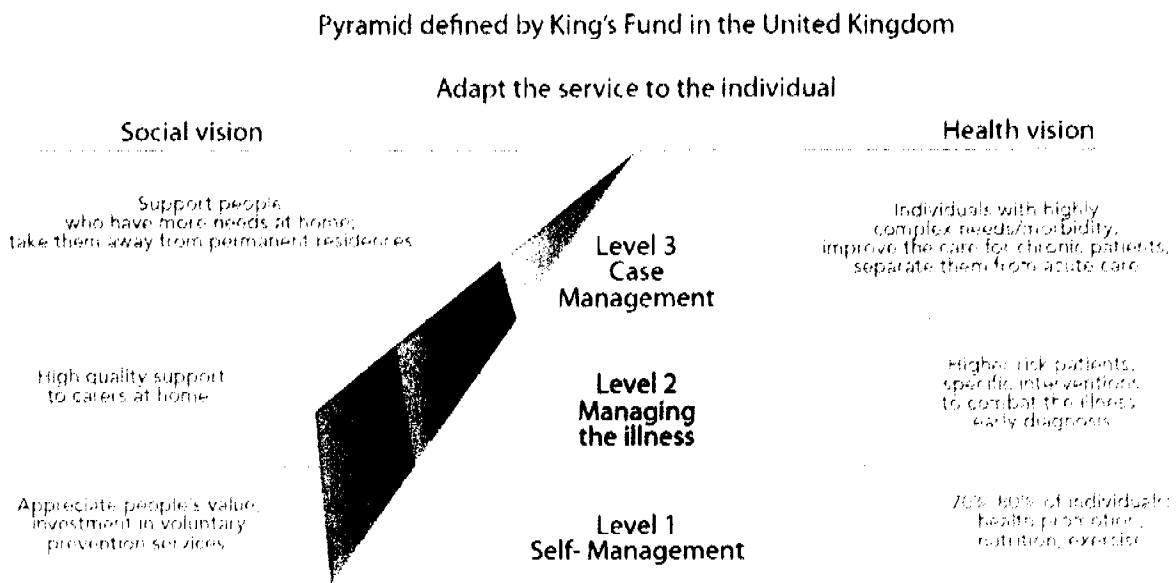 Pyramid defined by King's Fund in the United Kingdom
Adapt the service to the individual
Social vision
Health vision
Support people
who have more needs at home;
take them away from permanent residences
Level 3
Case
Management
Individuals with highly
complex needs/morbidity,
improve the care for chronic patients,
separate them from acute care
High quality support
to carers at home
Level 2
Managing
the illness
Higher risk patients,
specific interventions
to combat the illness
early diagnosis
Appreciate people's value,
investment in voluntary
prevention services
Level 1
Self- Management
70%-80% of individuals:
health promotion,
nutrition, exercise